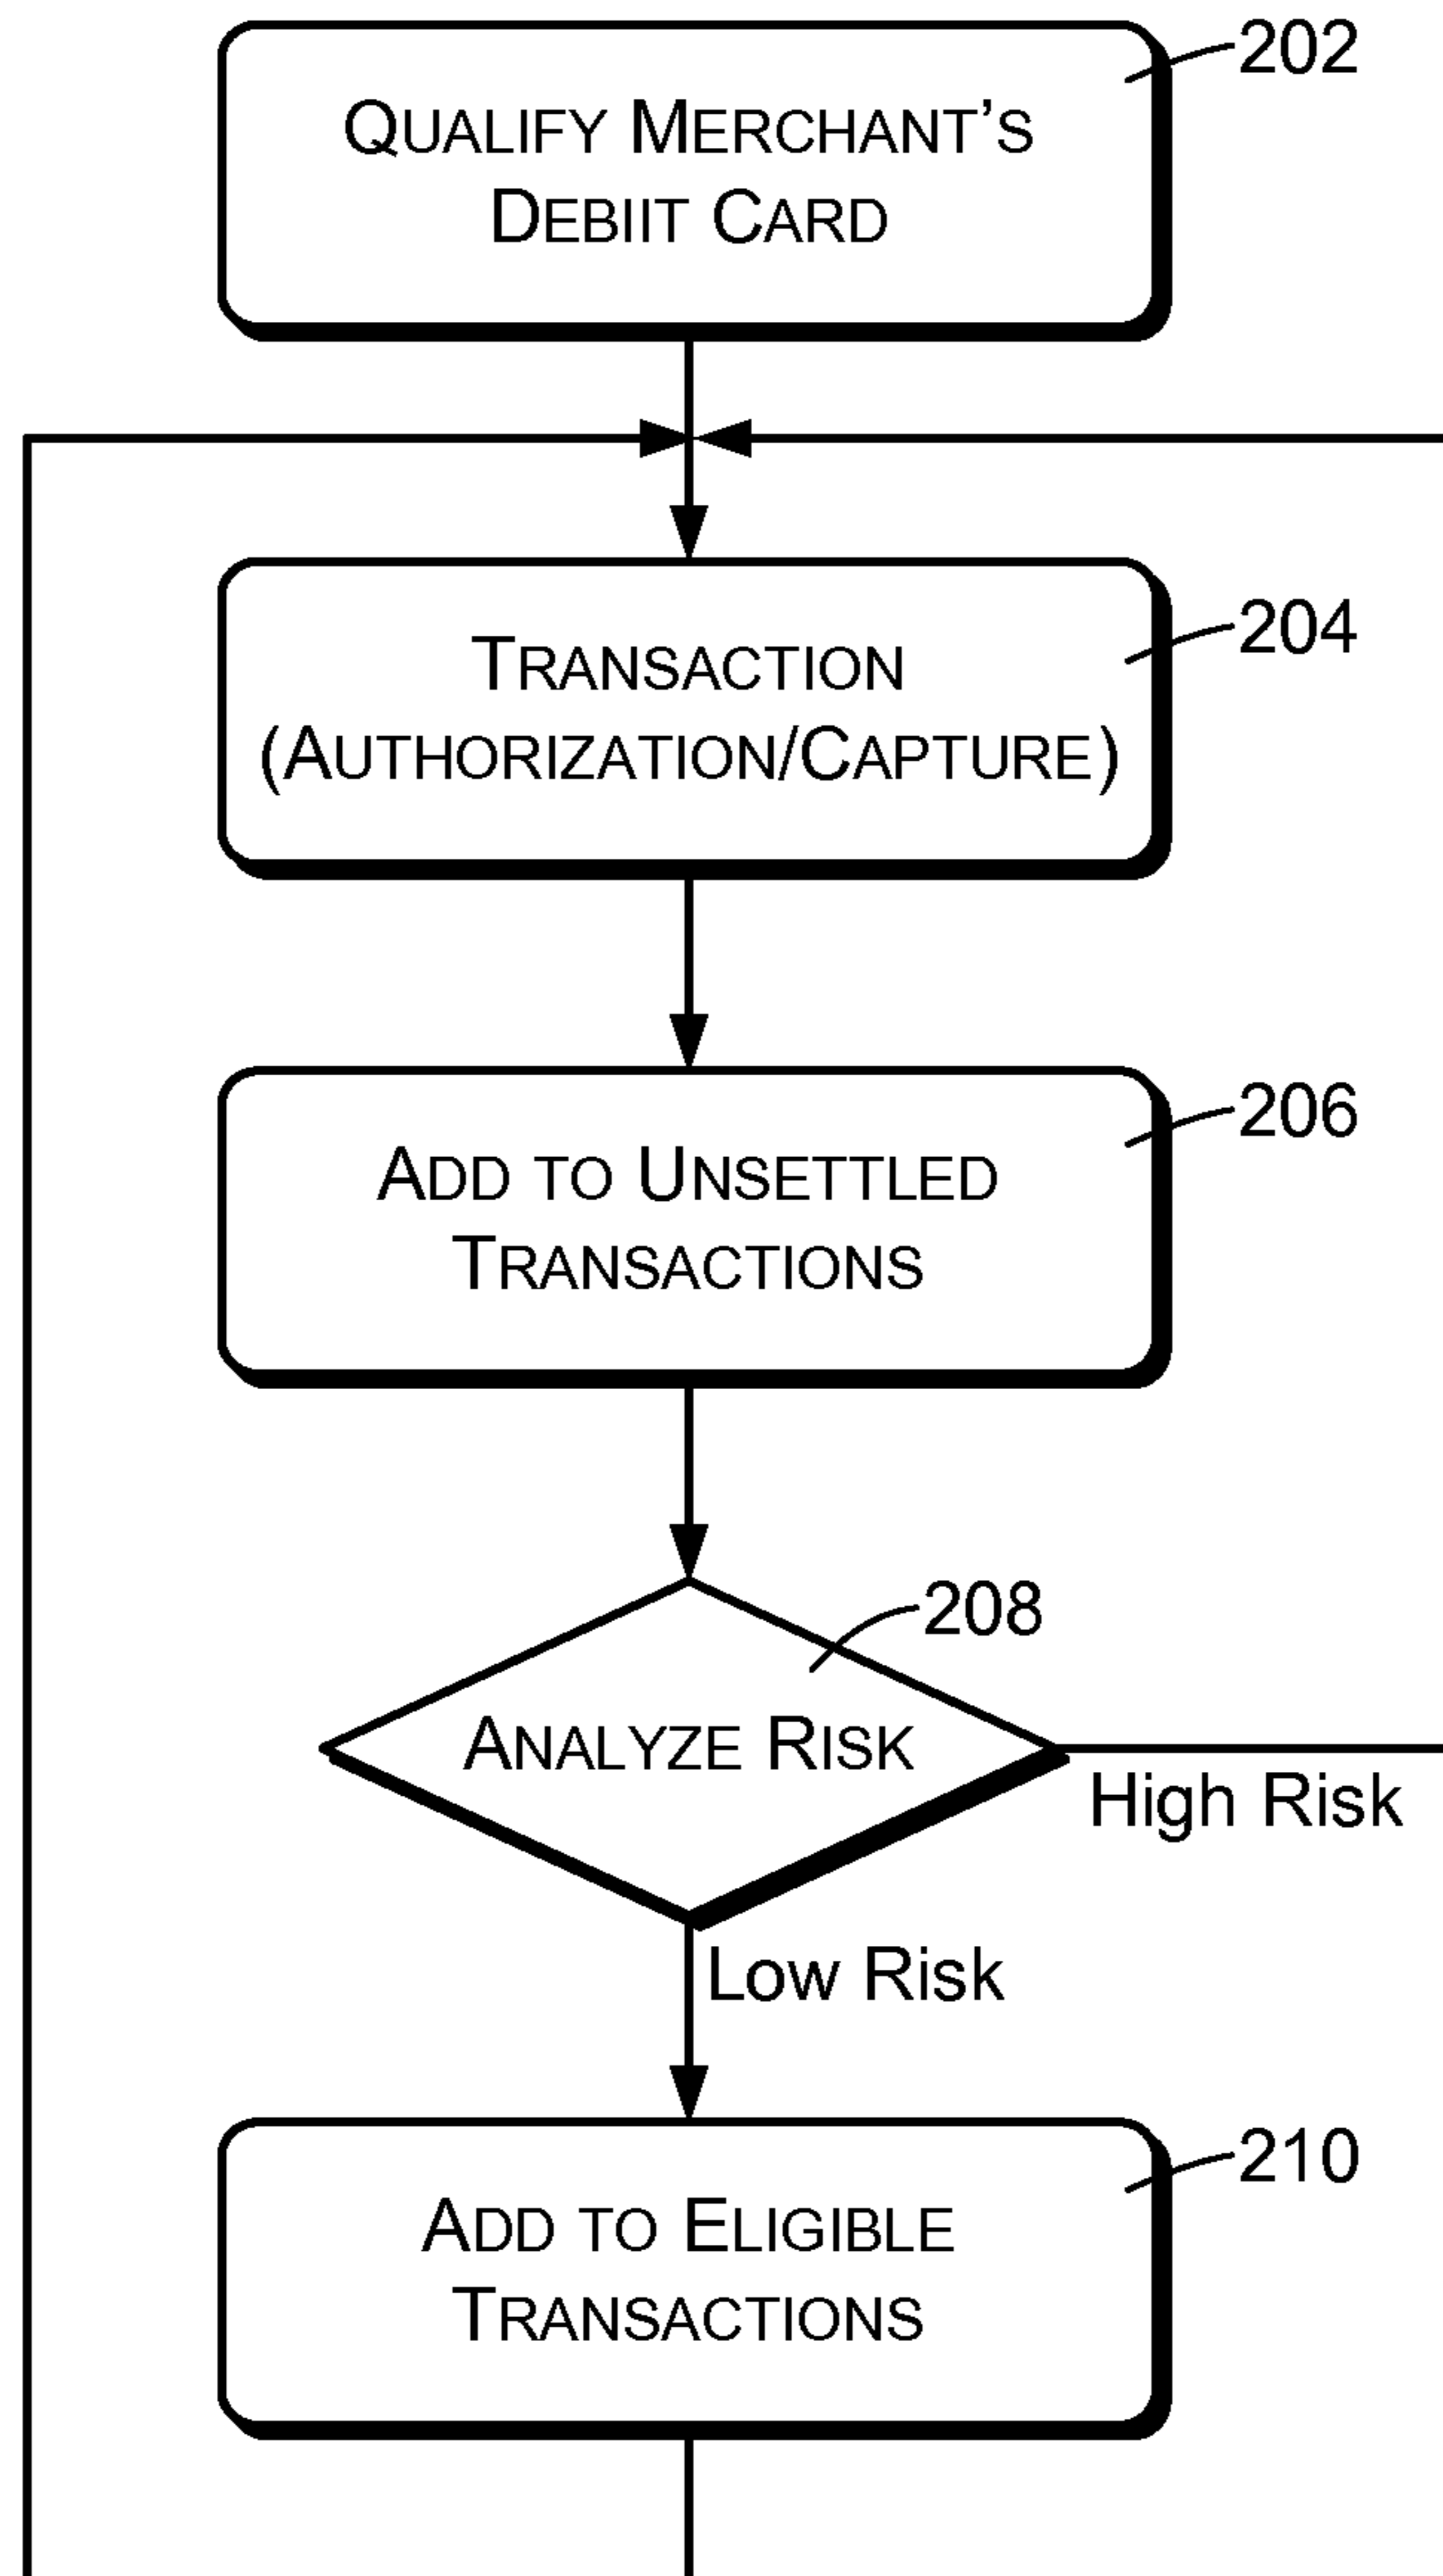 202
QUALIFY MERCHANT’S
DEBIIT CARD
204
TRANSACTION
(AUTHORIZATION/CAPTURE)
206
ADD TO UNSETTLED
TRANSACTIONS
208
ANALYZE RISK
High Risk
Low Risk
210
ADD TO ELIGIBLE
TRANSACTIONS